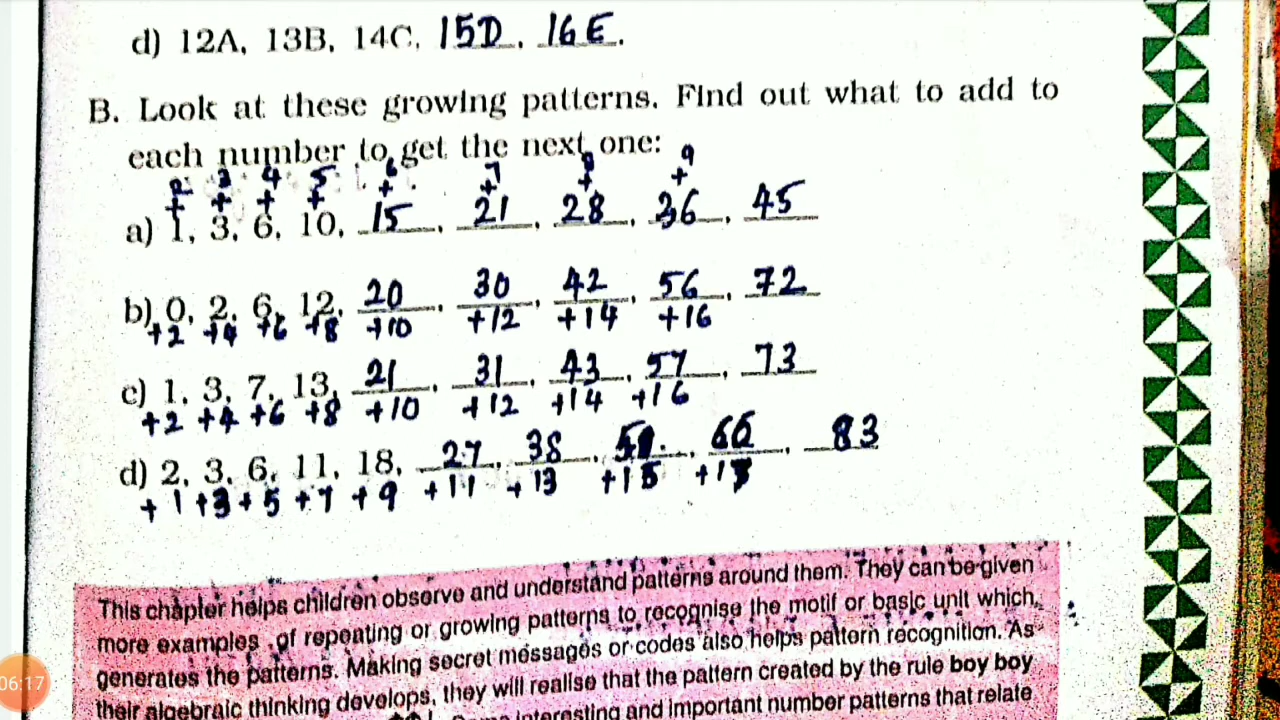 d) 12A, 13B, 14C, 15D, 16E.
B. Look at these growing patterns. Find out what to add to
each number to get the next one:
2 3 4 5 6 7 8 9
+ + + + + + + +
a) 1, 3, 6, 10, 15, 21, 28, 36, 45
b) 0, 2, 6, 12, 20, 30, 42, 56, 72
+2 +4 +6 +8 +10 +12 +14 +16
c) 1, 3, 7, 13, 21, 31, 43, 57, 73
+2 +4 +6 +8 +10 +12 +14 +16
d) 2, 3, 6, 11, 18, 27, 38, 51, 66, 83
+1 +3 +5 +7 +9 +11 +13 +15 +17
This chapter helps children observe and understand patterns around them. They can be given
more examples of repeating or growing patterns to recognise the motif or basic unit which
generates the patterns. Making secret messages or codes also helps pattern recognition. As
their algebraic thinking develops, they will realise that the pattern created by the rule boy boy
interesting and important number patterns that relate
06:17